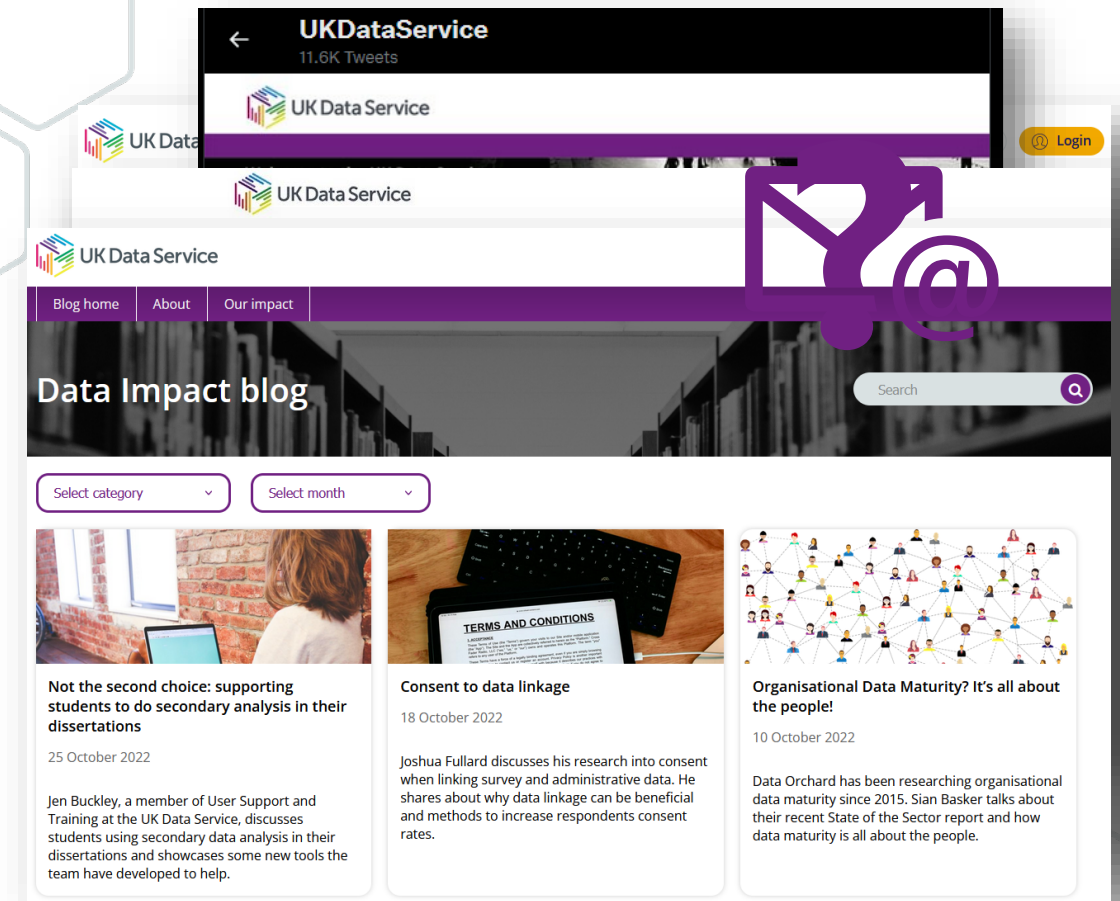 UKDataService
11.6K Tweets
UK Data Service
UK Data
Login
UK Data Service
UK Data Service
Blog home
About
Our impact
Data Impact blog
Search
Select category
Select month
TERMS AND CONDITIONS
Not the second choice: supporting
students to do secondary analysis in their
dissertations
25 October 2022
Jen Buckley, a member of User Support and
Training at the UK Data Service, discusses
students using secondary data analysis in their
dissertations and showcases some new tools the
team have developed to help.
Consent to data linkage
18 October 2022
Joshua Fullard discusses his research into consent
when linking survey and administrative data. He
shares about why data linkage can be beneficial
and methods to increase respondents consent
rates.
Organisational Data Maturity? It’s all about
the people!
10 October 2022
Data Orchard has been researching organisational
data maturity since 2015. Sian Basker talks about
their recent State of the Sector report and how
data maturity is all about the people.